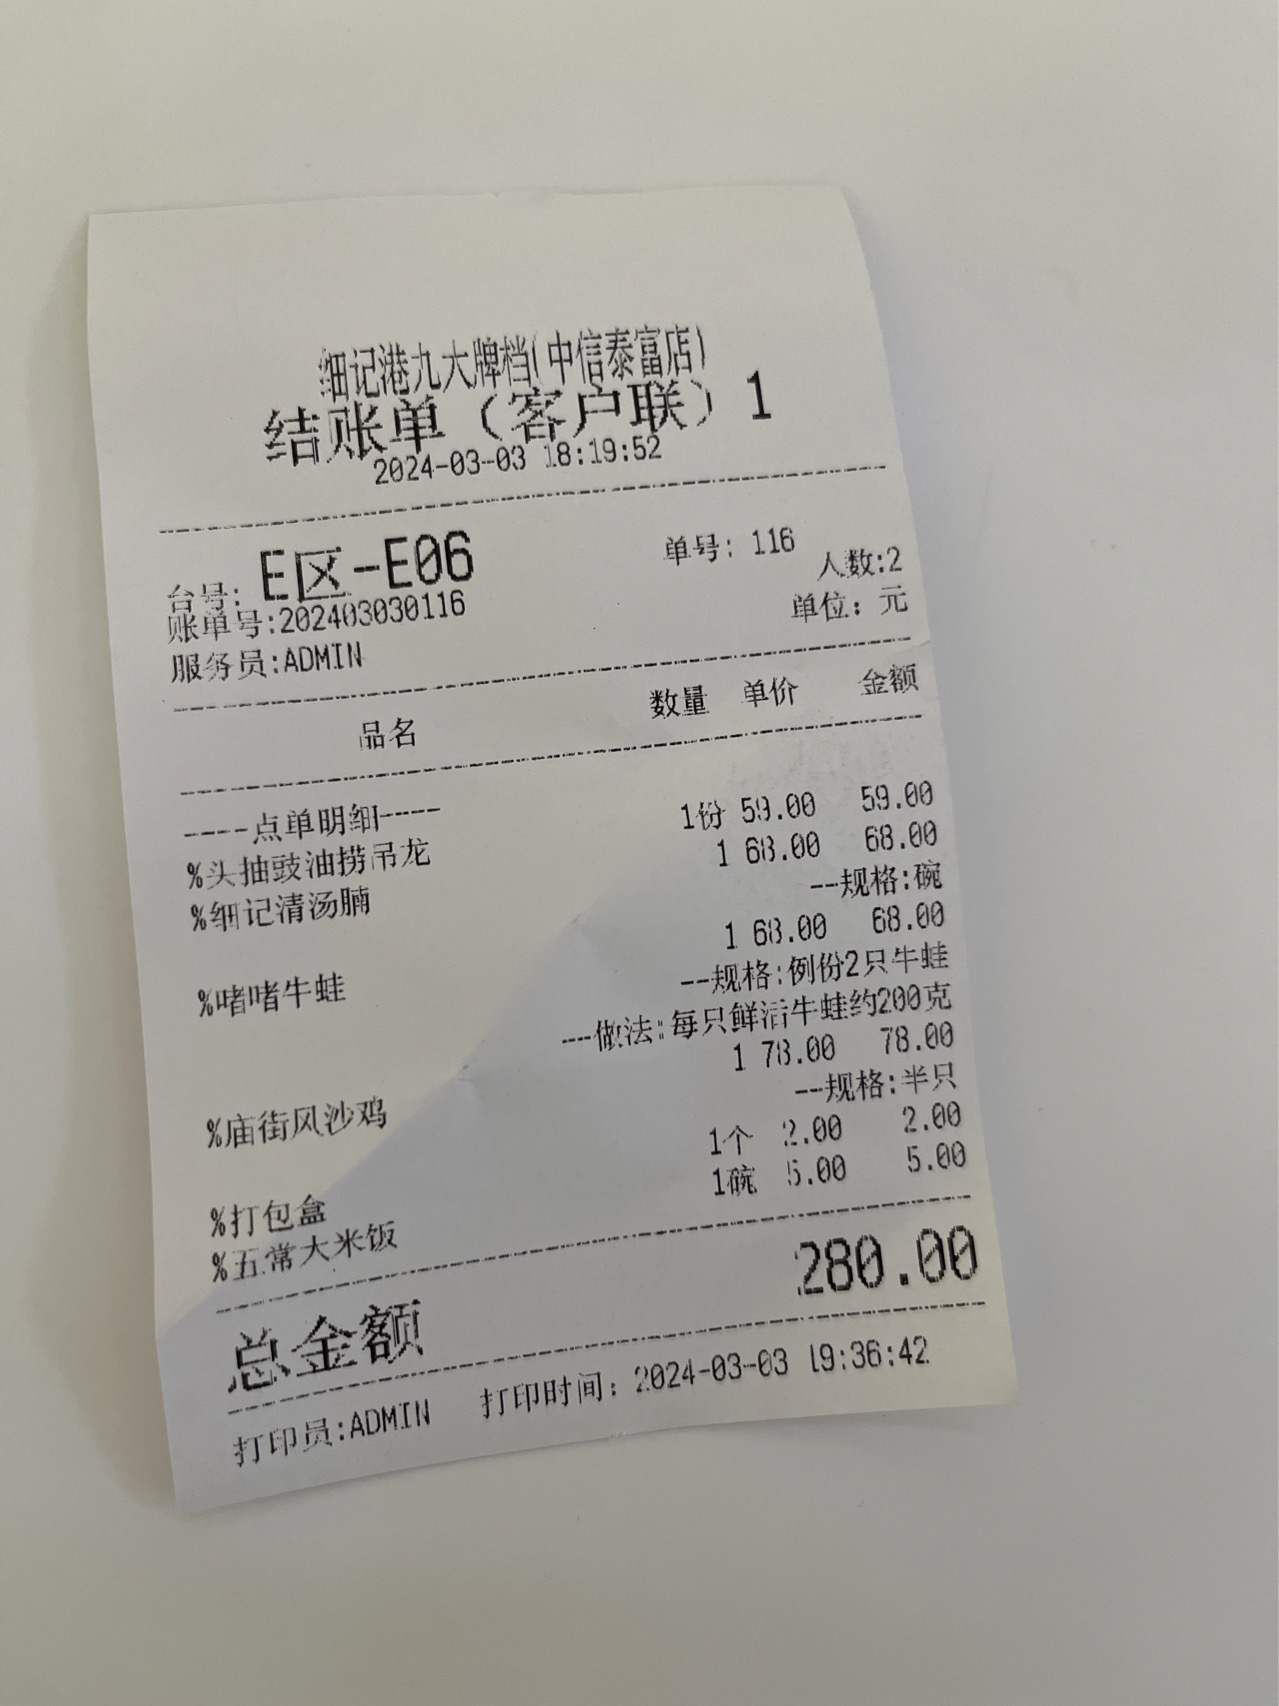 细记港九大牌档(中信泰富店)
结账单（客户联）1
2024-03-03 18:19:52
台号: E区-E06 单号: 116
账单号:202403030116 人数:2
服务员:ADMIN 单位: 元
品名 数量 单价 金额
----点单明细----
%头抽豉油捞吊龙 1份 59.00 59.00
%细记清汤腩 1 68.00 68.00
--规格:碗
%啫啫牛蛙 1 68.00 68.00
--规格:例份2只牛蛙
---做法:每只鲜活牛蛙约200克
%庙街风沙鸡 1 78.00 78.00
--规格:半只
%打包盒 1个 2.00 2.00
%五常大米饭 1碗 5.00 5.00
总金额 280.00
打印员:ADMIN 打印时间: 2024-03-03 19:36:42